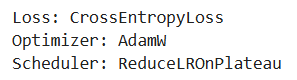 Loss: CrossEntropyLoss
Optimizer: AdamW
Scheduler: ReduceLROnPlateau